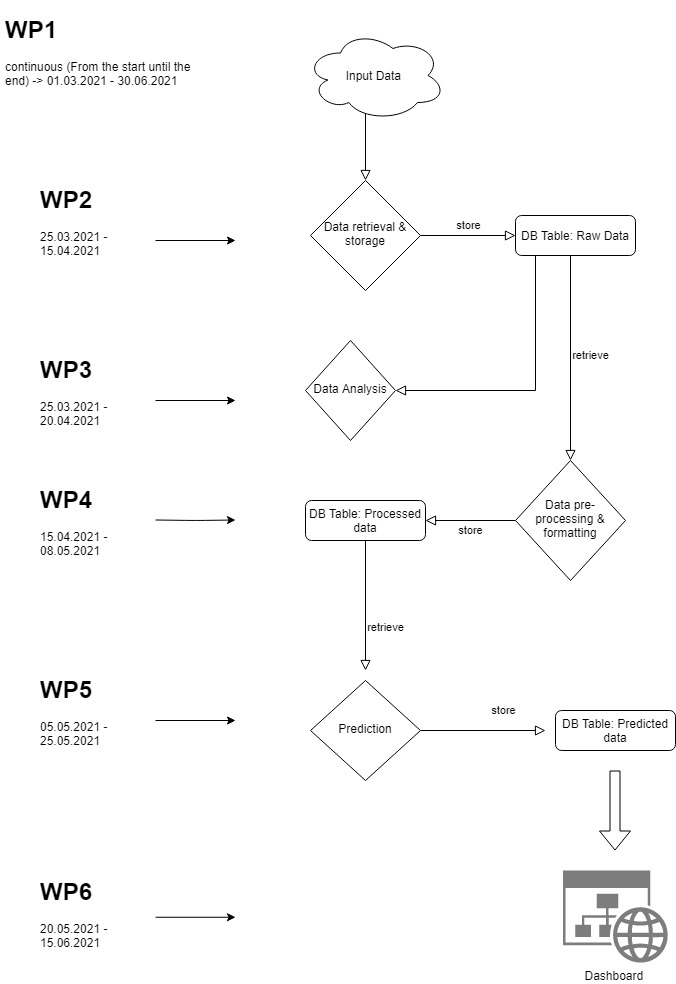 WP1
continuous (From the start until the
end) -> 01.03.2021 - 30.06.2021
Input Data
WP2
25.03.2021 -
15.04.2021
Data retrieval &
storage
store
DB Table: Raw Data
retrieve
WP3
25.03.2021 -
20.04.2021
Data Analysis
WP4
15.04.2021 -
08.05.2021
DB Table: Processed
data
store
Data pre-
processing &
formatting
retrieve
WP5
05.05.2021 -
25.05.2021
Prediction
store
DB Table: Predicted
data
WP6
20.05.2021 -
15.06.2021
Dashboard